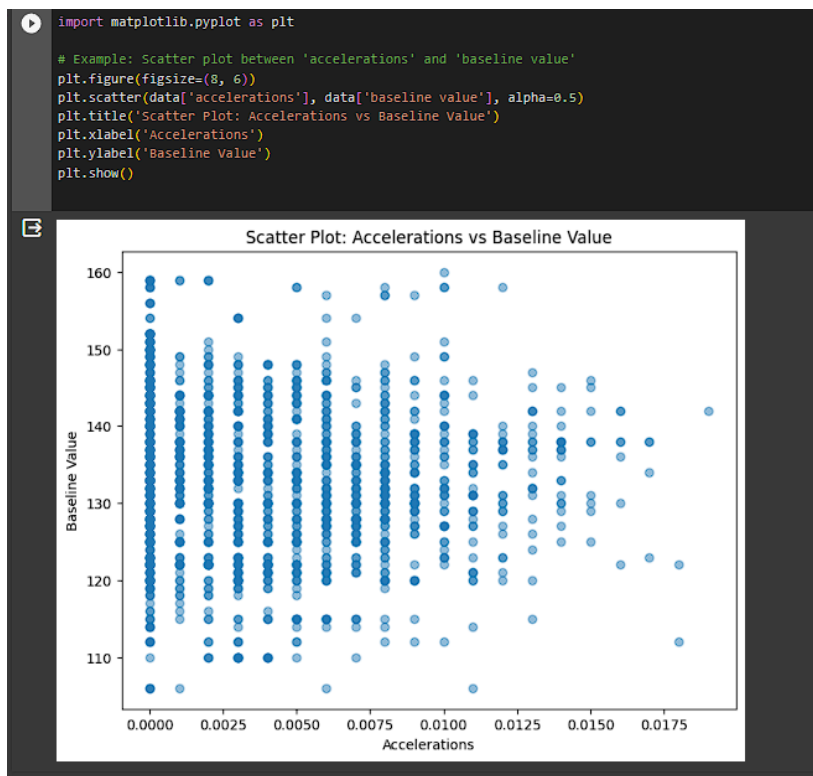 import matplotlib.pyplot as plt
# Example: Scatter plot between 'accelerations' and 'baseline value'
plt.figure(figsize=(8, 6))
plt.scatter(data['accelerations'], data['baseline value'], alpha=0.5)
plt.title('Scatter Plot: Accelerations vs Baseline Value')
plt.xlabel('Accelerations')
plt.ylabel('Baseline Value')
plt.show()
Scatter Plot: Accelerations vs Baseline Value
160
150
140
130
120
110
Baseline Value
0.0000 0.0025 0.0050 0.0075 0.0100 0.0125 0.0150 0.0175
Accelerations